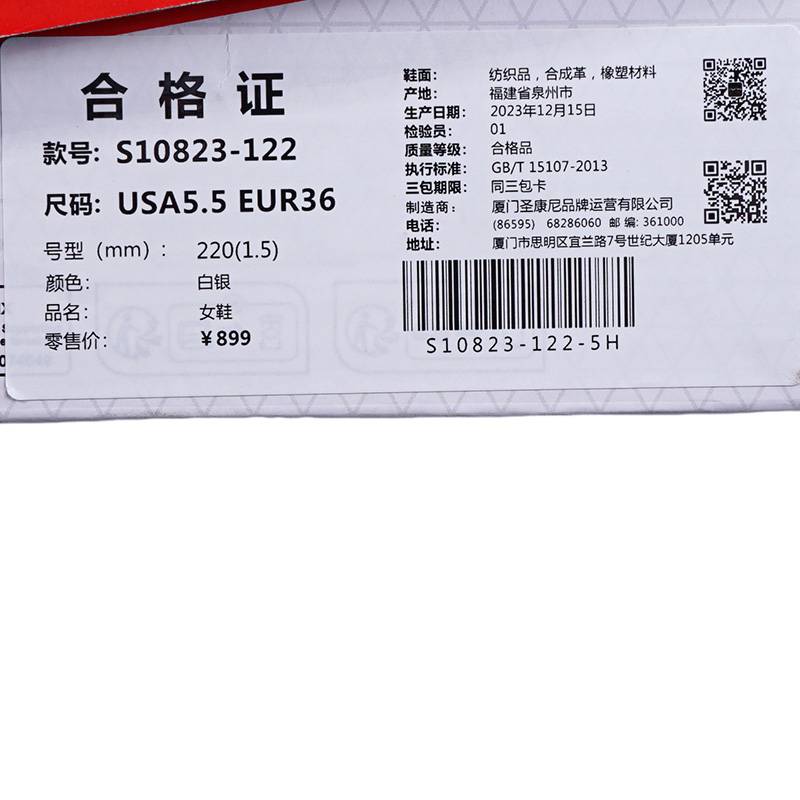 合格证
款号: S10823-122
尺码: USA5.5 EUR36
号型(mm): 220(1.5)
颜色: 白银
品名: 女鞋
零售价: ¥899
鞋面: 纺织品,合成革,橡塑材料
产地: 福建省泉州市
生产日期: 2023年12月15日
检验员: 01
质量等级: 合格品
执行标准: GB/T 15107-2013
三包期限: 同三包卡
制造商: 厦门圣康尼品牌运营有限公司
电话: (86595) 68286060 邮编: 361000
地址: 厦门市思明区宜兰路7号世纪大厦1205单元
S10823-122-5H